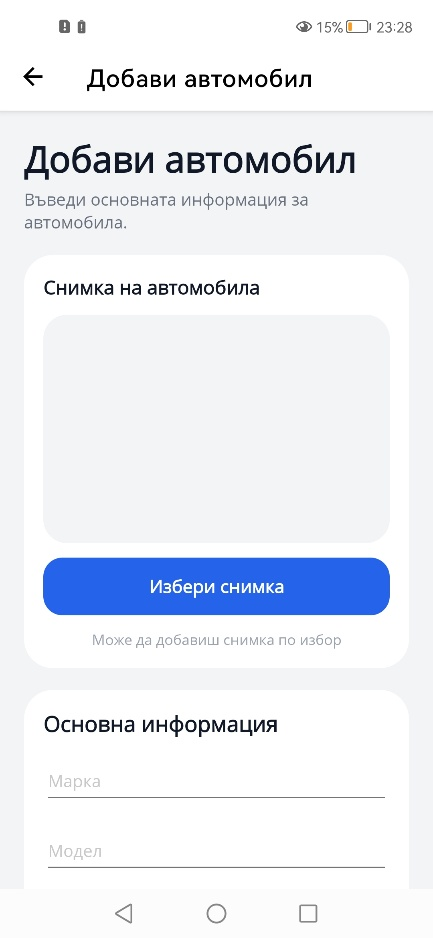 15% 23:28
Добави автомобил
Добави автомобил
Въведи основната информация за
автомобила.
Снимка на автомобила
Избери снимка
Може да добавиш снимка по избор
Основна информация
Марка
Модел